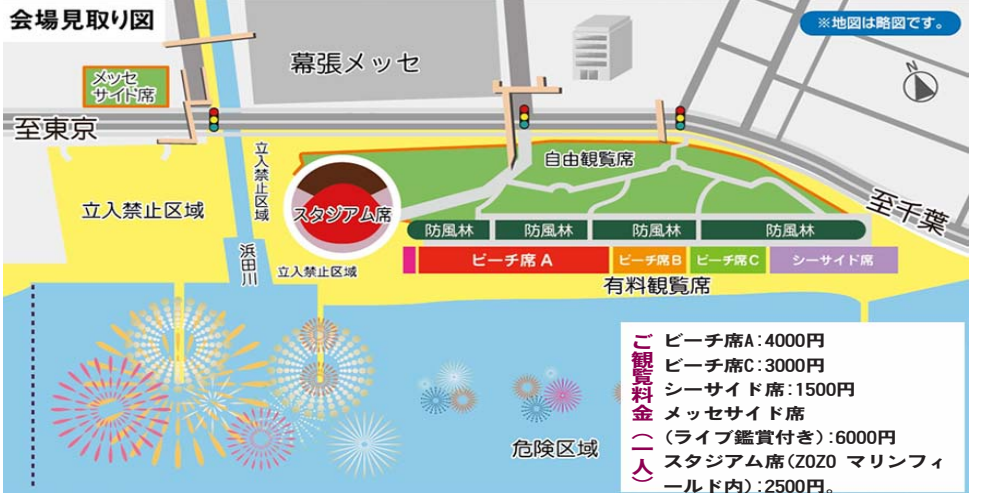 会場見取り図
※地図は略図です。
幕張メッセ
メッセ
サイド席
N
至東京
立入禁止区域
自由観覧席
立入禁止区域
スタジアム席
至千葉
防風林
防風林
防風林
防風林
浜田川
立入禁止区域
ビーチ席A
ビーチ席B
ビーチ席C
シーサイド席
有料観覧席
危険区域
ご観覧料金(一人)
ビーチ席A:4000円
ビーチ席C:3000円
シーサイド席:1500円
メッセサイド席
(ライブ鑑賞付き):6000円
スタジアム席(ZOZO マリンフィ
ールド内):2500円。